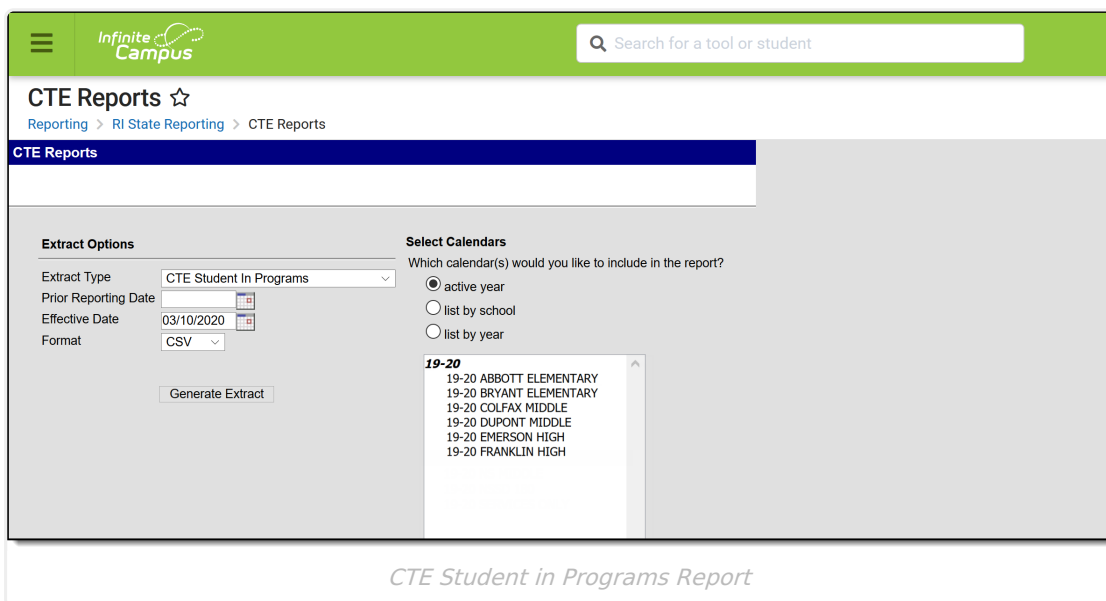 Infinite Campus
Search for a tool or student
CTE Reports
Reporting > RI State Reporting > CTE Reports
CTE Reports
Extract Options
Extract Type CTE Student In Programs
Prior Reporting Date
Effective Date 03/10/2020
Format CSV
Generate Extract
Select Calendars
Which calendar(s) would you like to include in the report?
active year
list by school
list by year
19-20
19-20 ABBOTT ELEMENTARY
19-20 BRYANT ELEMENTARY
19-20 COLFAX MIDDLE
19-20 DUPONT MIDDLE
19-20 EMERSON HIGH
19-20 FRANKLIN HIGH
CTE Student in Programs Report